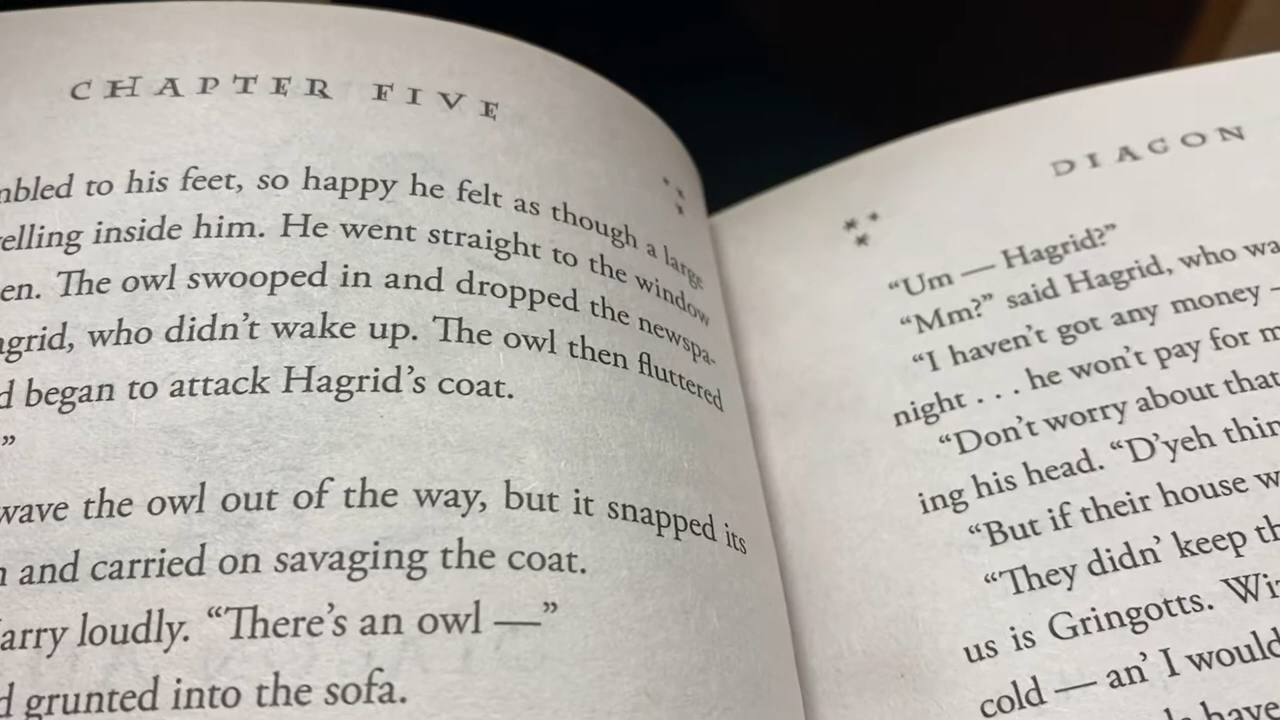 CHAPTER FIVE
mbled to his feet, so happy he felt as though a large
elling inside him. He went straight to the window
en. The owl swooped in and dropped the newspa-
agrid, who didn't wake up. The owl then fluttered
d began to attack Hagrid's coat.
”
wave the owl out of the way, but it snapped its
and carried on savaging the coat.
arry loudly. “There's an owl —”
d grunted into the sofa.
DIAGON
“Um — Hagrid?”
“Mm?” said Hagrid, who wa
“I haven't got any money —
night . . . he won't pay for m
“Don't worry about that
ing his head. “D'yeh thin
“But if their house w
“They didn' keep th
us is Gringotts. Wi
cold — an' I would
have